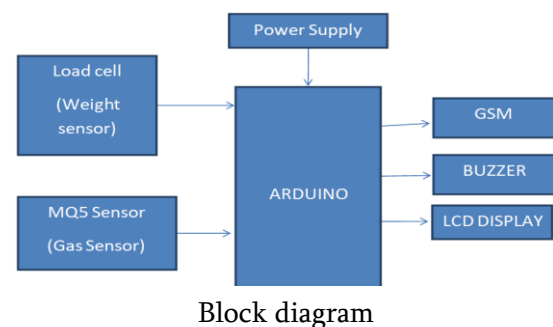 Power Supply
Load cell
(Weight
sensor)
GSM
BUZZER
ARDUINO
MQ5 Sensor
(Gas Sensor)
LCD DISPLAY
Block diagram